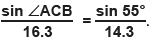 sin ∠ACB / 16.3 = sin 55° / 14.3.